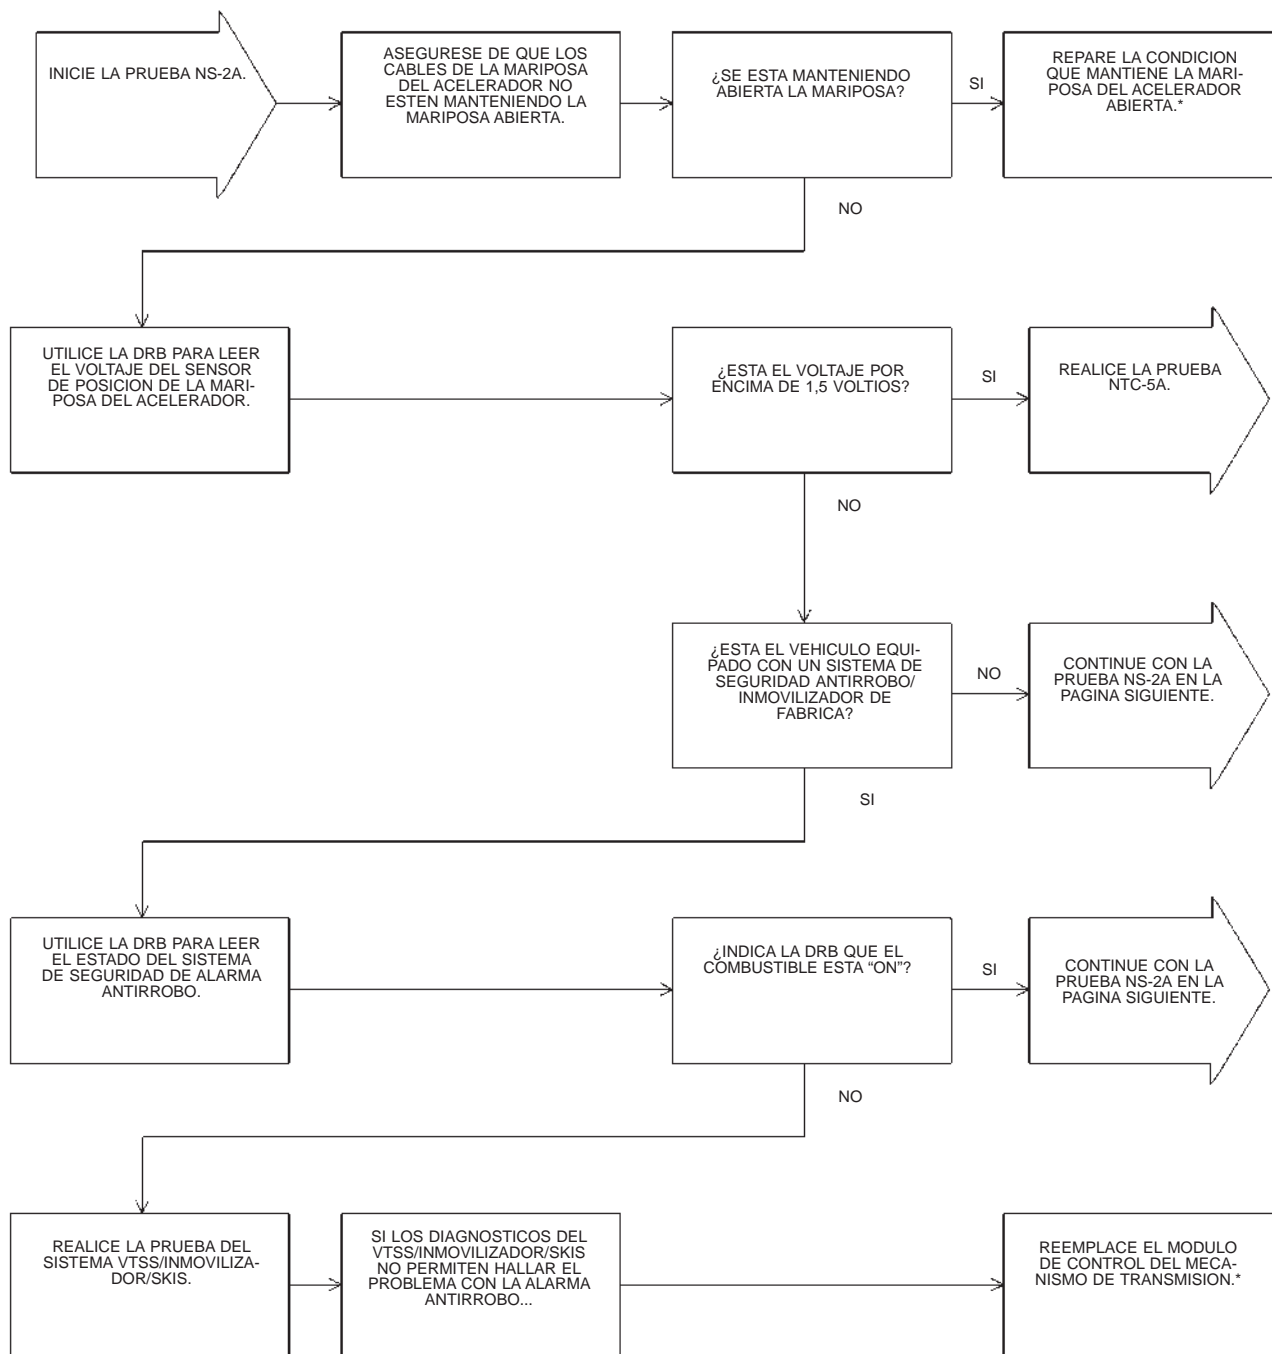 INICIE LA PRUEBA NS-2A.
ASEGURESE DE QUE LOS
CABLES DE LA MARIPOSA
DEL ACELERADOR NO
ESTEN MANTENIENDO LA
MARIPOSA ABIERTA.
¿SE ESTA MANTENIENDO
ABIERTA LA MARIPOSA?
SI
REPARE LA CONDICION
QUE MANTIENE LA MARI-
POSA DEL ACELERADOR
ABIERTA.*
NO
UTILICE LA DRB PARA LEER
EL VOLTAJE DEL SENSOR
DE POSICION DE LA MARI-
POSA DEL ACELERADOR.
¿ESTA EL VOLTAJE POR
ENCIMA DE 1,5 VOLTIOS?
SI
REALICE LA PRUEBA
NTC-5A.
NO
¿ESTA EL VEHICULO EQUI-
PADO CON UN SISTEMA DE
SEGURIDAD ANTIRROBO/
INMOVILIZADOR DE
FABRICA?
NO
CONTINUE CON LA
PRUEBA NS-2A EN LA
PAGINA SIGUIENTE.
SI
UTILICE LA DRB PARA LEER
EL ESTADO DEL SISTEMA
DE SEGURIDAD DE ALARMA
ANTIRROBO.
¿INDICA LA DRB QUE EL
COMBUSTIBLE ESTA “ON”?
SI
CONTINUE CON LA
PRUEBA NS-2A EN LA
PAGINA SIGUIENTE.
NO
REALICE LA PRUEBA DEL
SISTEMA VTSS/INMOVILIZA-
DOR/SKIS.
SI LOS DIAGNOSTICOS DEL
VTSS/INMOVILIZADOR/SKIS
NO PERMITEN HALLAR EL
PROBLEMA CON LA ALARMA
ANTIRROBO...
REEMPLACE EL MODULO
DE CONTROL DEL MECA-
NISMO DE TRANSMISION.*